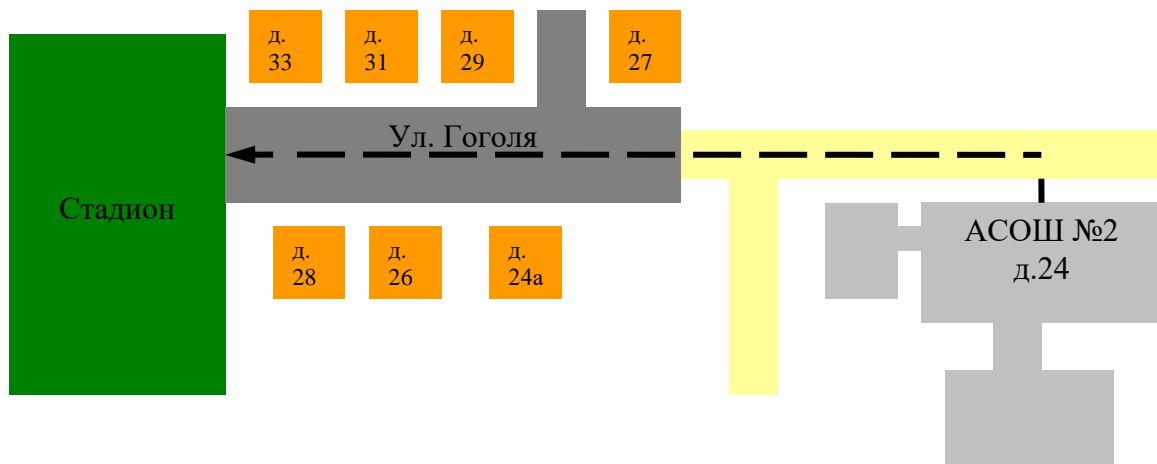 д.
33
д.
31
д.
29
д.
27
Ул. Гоголя
Стадион
АСОШ №2
д.24
д.
28
д.
26
д.
24а